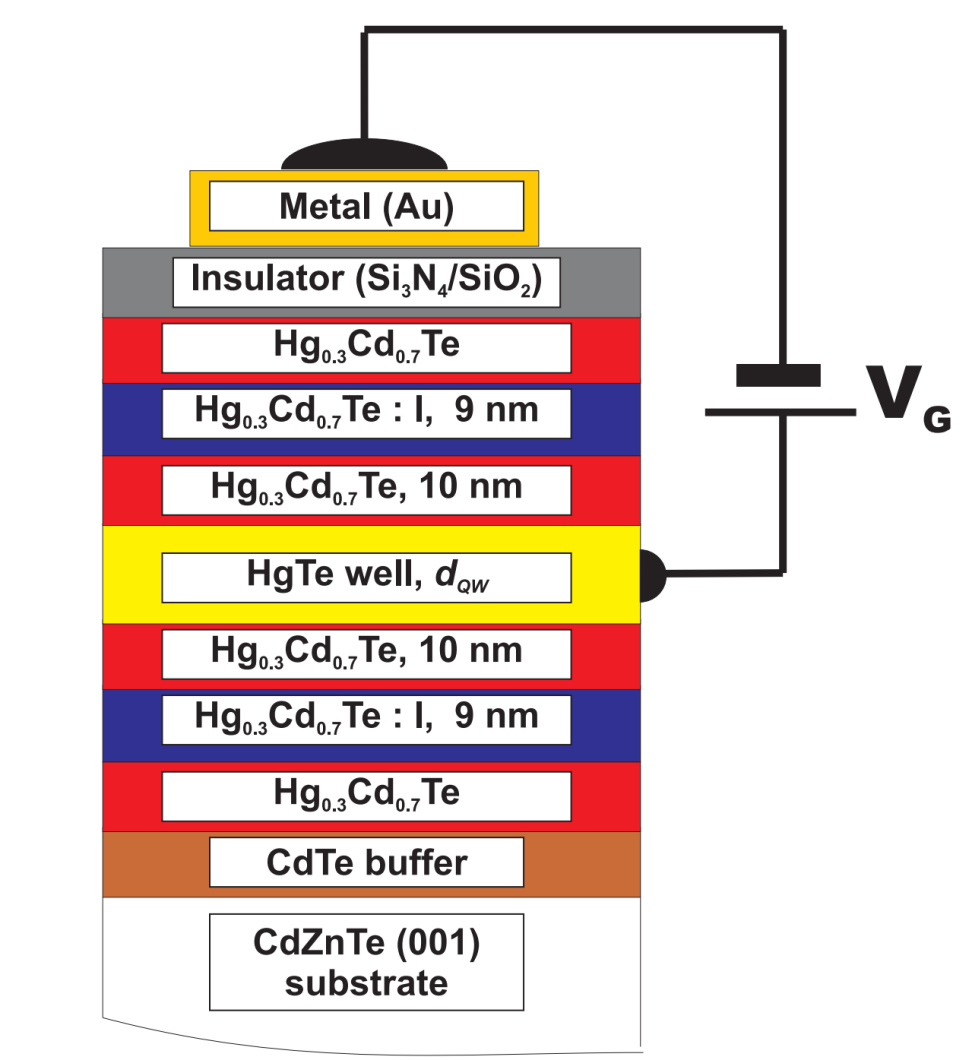 Metal (Au)
Insulator (Si₃N₄/SiO₂)
Hg₀.₃Cd₀.₇Te
Hg₀.₃Cd₀.₇Te : I, 9 nm
Hg₀.₃Cd₀.₇Te, 10 nm
HgTe well, d_QW
Hg₀.₃Cd₀.₇Te, 10 nm
Hg₀.₃Cd₀.₇Te : I, 9 nm
Hg₀.₃Cd₀.₇Te
CdTe buffer
CdZnTe (001)
substrate
V_G